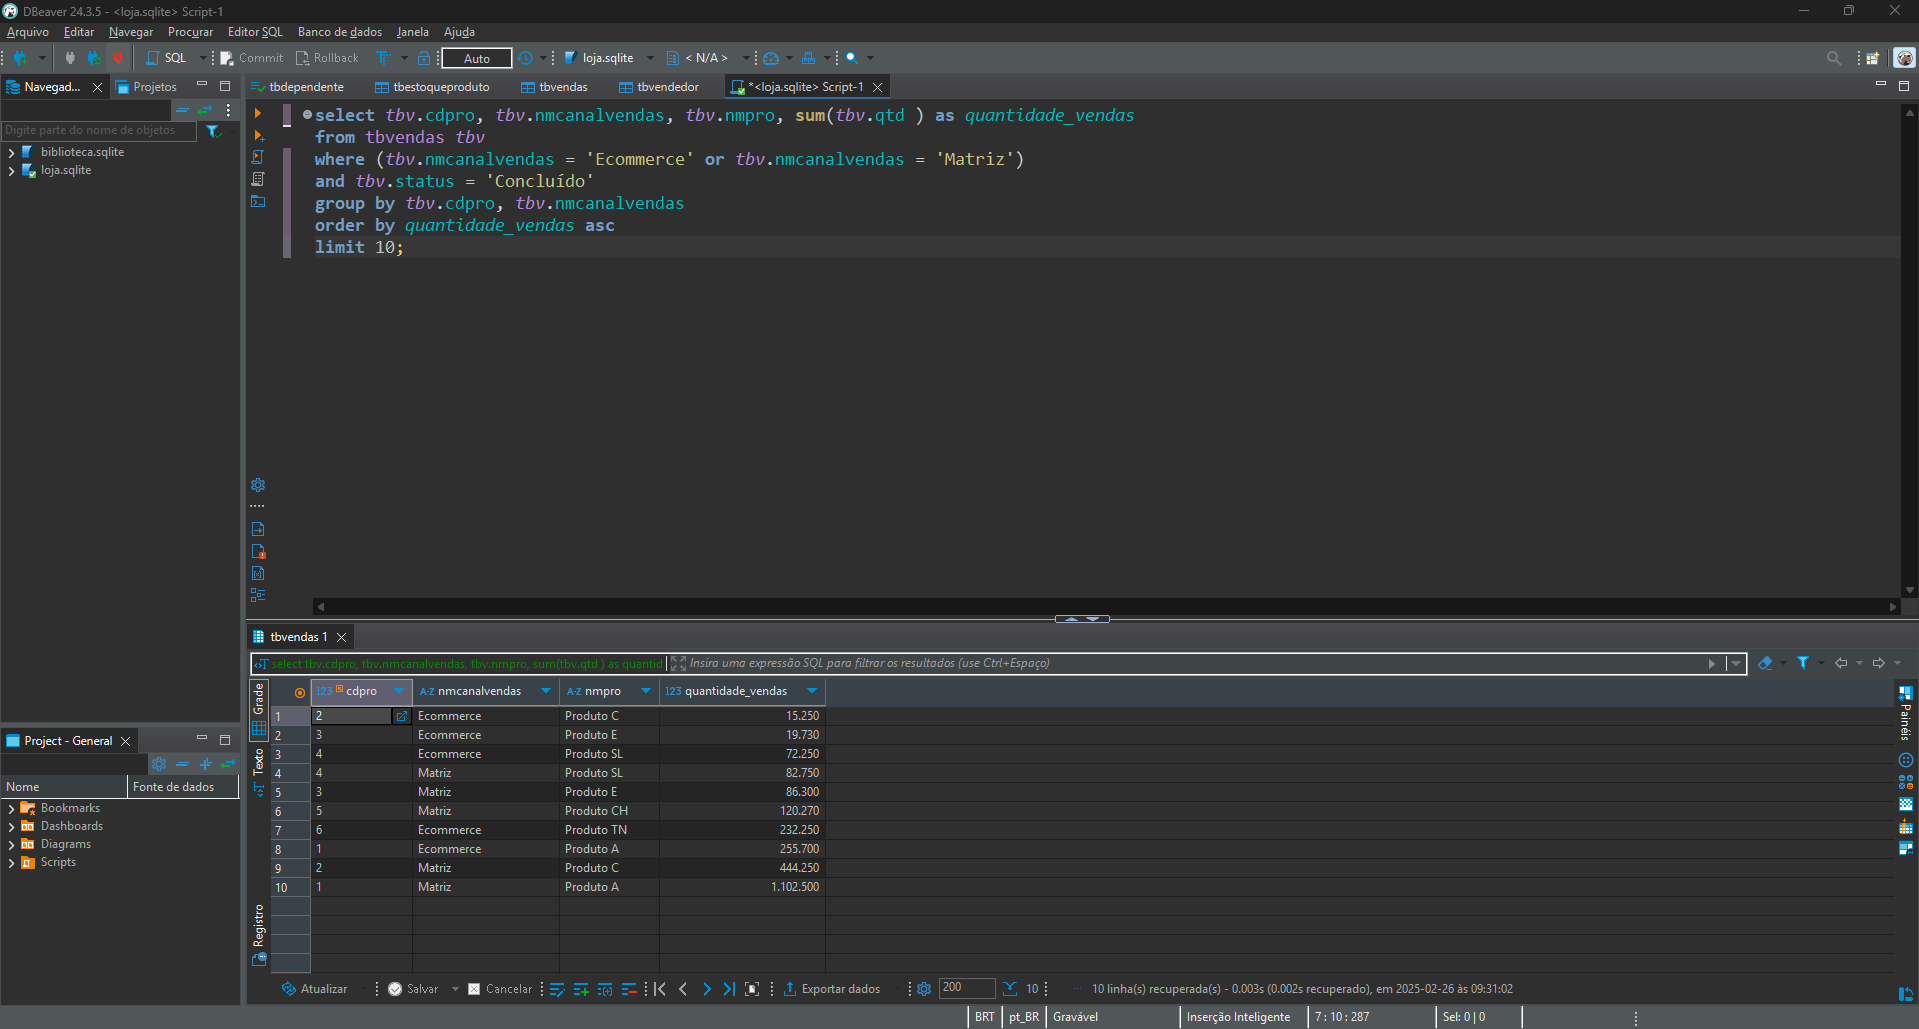 DBeaver 24.3.5 - <loja.sqlite> Script-1
Arquivo Editar Navegar Procurar Editor SQL Banco de dados Janela Ajuda
SQL Commit Rollback Auto loja.sqlite < N/A >
Navegad... Projetos tbdependente tbestoqueproduto tbvendas tbvendedor *<loja.sqlite> Script-1
Digite parte do nome de objetos
biblioteca.sqlite
loja.sqlite
select tbv.cdpro, tbv.nmcanalvendas, tbv.nmpro, sum(tbv.qtd ) as quantidade_vendas
from tbvendas tbv
where (tbv.nmcanalvendas = 'Ecommerce' or tbv.nmcanalvendas = 'Matriz')
and tbv.status = 'Concluído'
group by tbv.cdpro, tbv.nmcanalvendas
order by quantidade_vendas asc
limit 10;
Project - General
Nome Fonte de dados
Bookmarks
Dashboards
Diagrams
Scripts
tbvendas 1
select tbv.cdpro, tbv.nmcanalvendas, tbv.nmpro, sum(tbv.qtd ) as quantid Insira uma expressão SQL para filtrar os resultados (use Ctrl+Espaço)
Grade
Texto
Registro
Painéis
123 cdpro A-Z nmcanalvendas A-Z nmpro 123 quantidade_vendas
1 2 Ecommerce Produto C 15.250
2 3 Ecommerce Produto E 19.730
3 4 Ecommerce Produto SL 72.250
4 4 Matriz Produto SL 82.750
5 3 Matriz Produto E 86.300
6 5 Matriz Produto CH 120.270
7 6 Ecommerce Produto TN 232.250
8 1 Ecommerce Produto A 255.700
9 2 Matriz Produto C 444.250
10 1 Matriz Produto A 1.102.500
Atualizar Salvar Cancelar Exportar dados 200 10 10 linha(s) recuperada(s) - 0.003s (0.002s recuperado), em 2025-02-26 às 09:31:02
BRT pt_BR Gravável Inserção Inteligente 7 : 10 : 287 Sel: 0 | 0